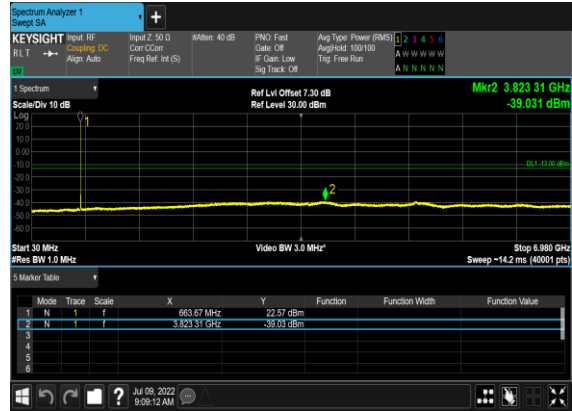 Spectrum Analyzer 1
Swept SA
+
KEYSIGHT Input: RF Input Z: 50 Ω #Atten: 40 dB PNO: Fast Avg Type: Power (RMS) 1 2 3 4 5 6
RLT Coupling: DC Corr CCorr Gate: Off Avg|Hold: 100/100 A W W W W W
Align: Auto Freq Ref: Int (S) IF Gain: Low Trig: Free Run
Sig Track: Off A N N N N N
1 Spectrum Ref Lvl Offset 7.30 dB Mkr2 3.823 31 GHz
Scale/Div 10 dB Ref Level 30.00 dBm -39.031 dBm
Log
20.0
10.0
0.00
-10.0
-20.0
-30.0
-40.0
-50.0
-60.0
1
DL1 -13.00 dBm
2
Start 30 MHz Video BW 3.0 MHz* Stop 6.980 GHz
#Res BW 1.0 MHz Sweep ~14.2 ms (40001 pts)
5 Marker Table
Mode Trace Scale X Y Function Function Width Function Value
1 N 1 f 663.67 MHz 22.57 dBm
2 N 1 f 3.823 31 GHz -39.03 dBm
3
4
5
6
? Jul 09, 2022
9:09:12 AM